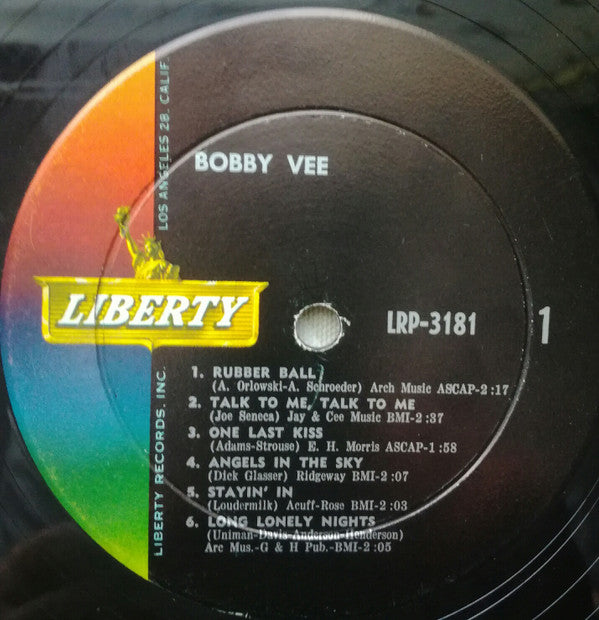 BOBBY VEE
LOS ANGELES 28, CALIF.
LIBERTY
LRP-3181
1
1. RUBBER BALL
(A. Orlowski-A. Schroeder) Arch Music ASCAP-2:17
2. TALK TO ME, TALK TO ME
(Joe Seneca) Jay & Cee Music BMI-2:37
3. ONE LAST KISS
(Adams-Strouse) E. H. Morris ASCAP-1:58
4. ANGELS IN THE SKY
(Dick Glasser) Ridgeway BMI-2:07
5. STAYIN' IN
(Loudermilk) Acuff-Rose BMI-2:03
6. LONG LONELY NIGHTS
(Uniman-Davis-Anderson-Henderson)
Arc Mus.-G & H Pub.-BMI-2:05
LIBERTY RECORDS, INC.